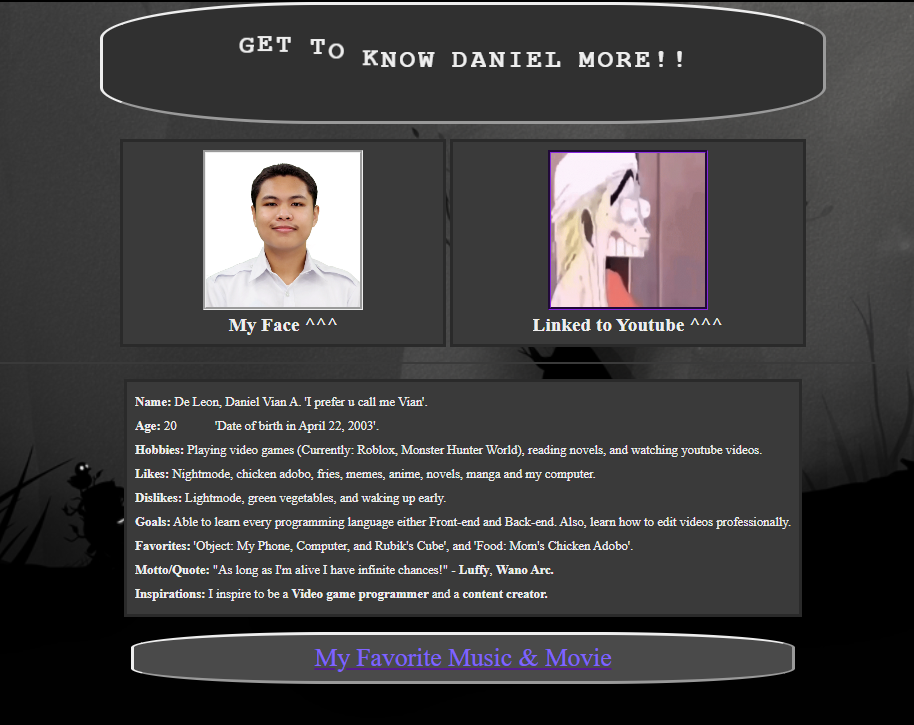 GET TO KNOW DANIEL MORE!!
My Face ^^^
Linked to Youtube ^^^
Name: De Leon, Daniel Vian A. 'I prefer u call me Vian'.
Age: 20 'Date of birth in April 22, 2003'.
Hobbies: Playing video games (Currently: Roblox, Monster Hunter World), reading novels, and watching youtube videos.
Likes: Nightmode, chicken adobo, fries, memes, anime, novels, manga and my computer.
Dislikes: Lightmode, green vegetables, and waking up early.
Goals: Able to learn every programming language either Front-end and Back-end. Also, learn how to edit videos professionally.
Favorites: 'Object: My Phone, Computer, and Rubik's Cube', and 'Food: Mom's Chicken Adobo'.
Motto/Quote: "As long as I'm alive I have infinite chances!" - Luffy, Wano Arc.
Inspirations: I inspire to be a Video game programmer and a content creator.
My Favorite Music & Movie